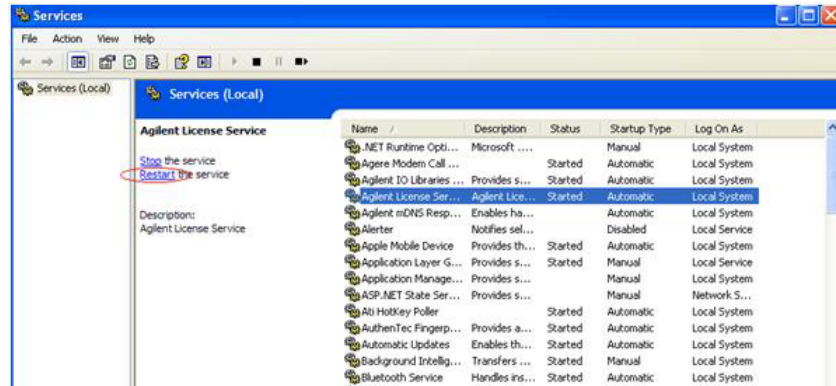 Services
File Action View Help
Services (Local)
Services (Local)
Agilent License Service
Stop the service
Restart the service
Description:
Agilent License Service
Name / Description Status Startup Type Log On As
.NET Runtime Opti... Microsoft .... Manual Local System
Agere Modem Call ... Started Automatic Local System
Agilent IO Libraries ... Provides s... Started Automatic Local System
Agilent License Ser... Agilent Lice... Started Automatic Local System
Agilent mDNS Resp... Enables ha... Automatic Local System
Alerter Notifies sel... Disabled Local Service
Apple Mobile Device Provides th... Started Automatic Local System
Application Layer G... Provides s... Started Manual Local Service
Application Manage... Provides s... Manual Local System
ASP.NET State Ser... Provides s... Manual Network S...
Ati HotKey Poller Started Automatic Local System
AuthenTec Fingerp... Provides a... Started Automatic Local System
Automatic Updates Enables th... Started Automatic Local System
Background Intellig... Transfers ... Started Manual Local System
Bluetooth Service Handles ins... Started Automatic Local System